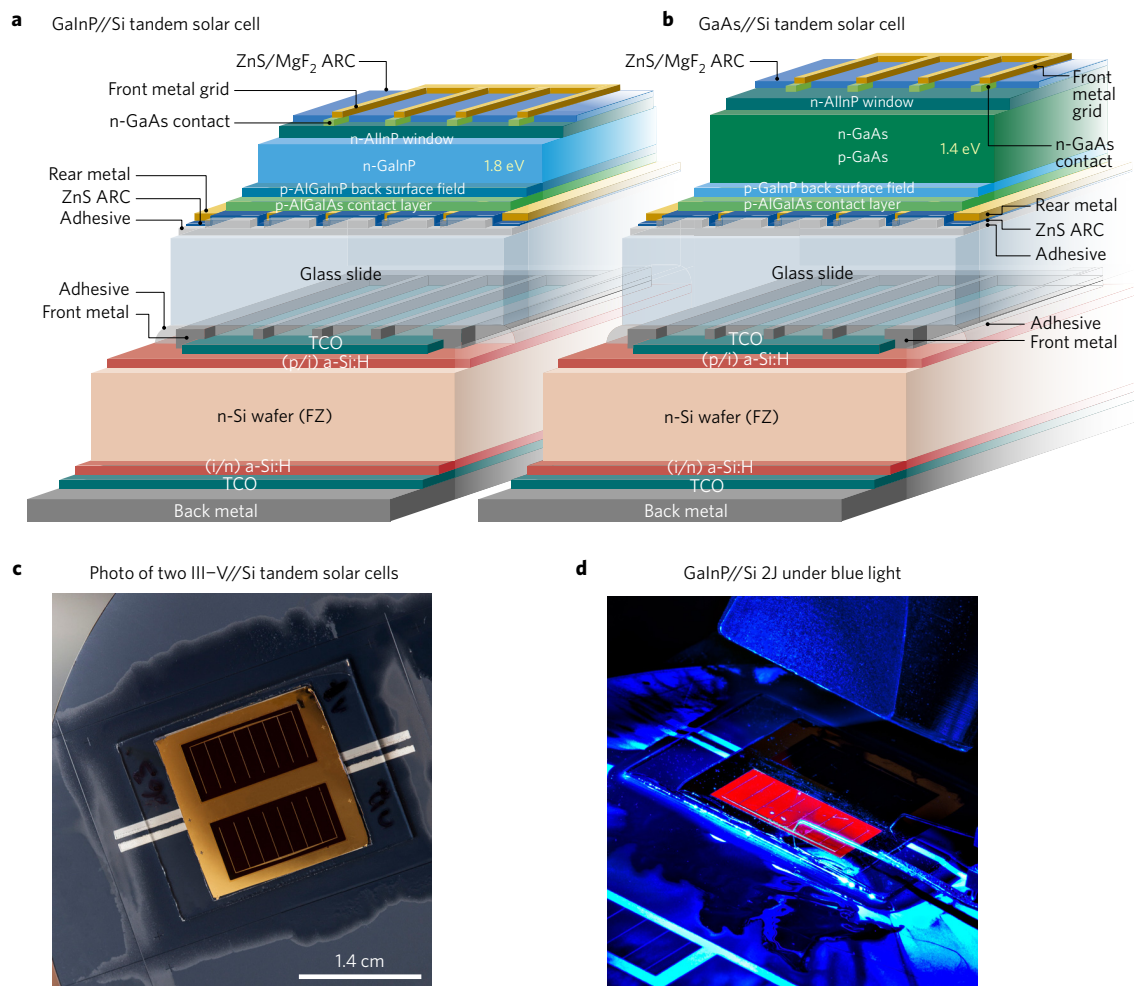 a GaInP//Si tandem solar cell
ZnS/MgF2 ARC
Front metal grid
n-GaAs contact
n-AlInP window
n-GaInP 1.8 eV
Rear metal
p-AlGaInP back surface field
ZnS ARC
p-AlGaIAs contact layer
Adhesive
Glass slide
Adhesive
Front metal
TCO
(p/i) a-Si:H
n-Si wafer (FZ)
(i/n) a-Si:H
TCO
Back metal
b GaAs//Si tandem solar cell
ZnS/MgF2 ARC
Front
metal
grid
n-AlInP window
n-GaAs
p-GaAs
1.4 eV
n-GaAs
contact
p-GaInP back surface field
p-AlGaIAs contact layer
Rear metal
ZnS ARC
Adhesive
Glass slide
Adhesive
Front metal
TCO
(p/i) a-Si:H
n-Si wafer (FZ)
(i/n) a-Si:H
TCO
Back metal
c Photo of two III–V//Si tandem solar cells
1.4 cm
d GaInP//Si 2J under blue light